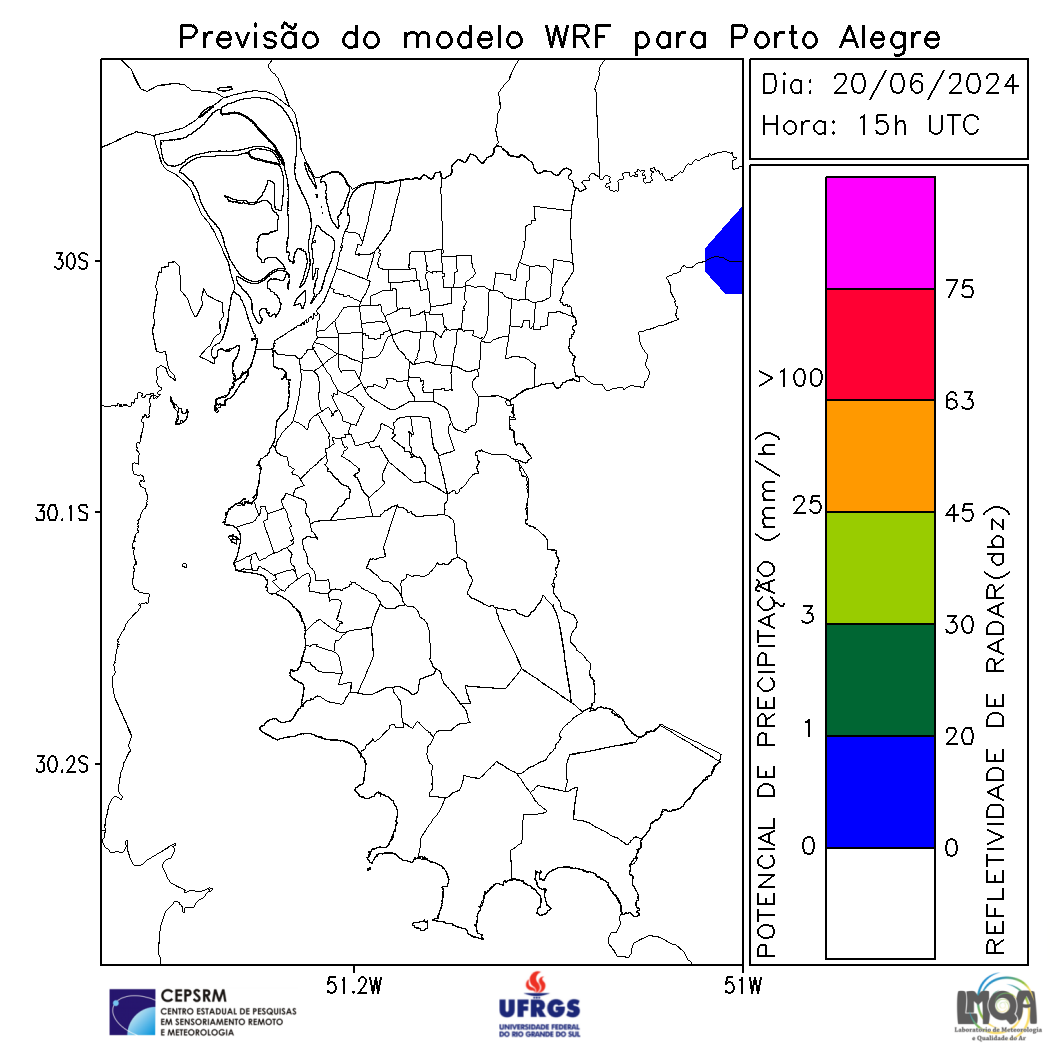 Previsão do modelo WRF para Porto Alegre
Dia: 20/06/2024
Hora: 15h UTC
30S
30.1S
30.2S
51.2W
51W
POTENCIAL DE PRECIPITAÇÃO (mm/h)
>100
25
3
1
0
75
63
45
30
20
0
REFLETIVIDADE DE RADAR(dbz)
CEPSRM
CENTRO ESTADUAL DE PESQUISAS
EM SENSORIAMENTO REMOTO
E METEOROLOGIA
UFRGS
UNIVERSIDADE FEDERAL
DO RIO GRANDE DO SUL
LMQA
Laboratório de Meteorologia
e Qualidade do Ar